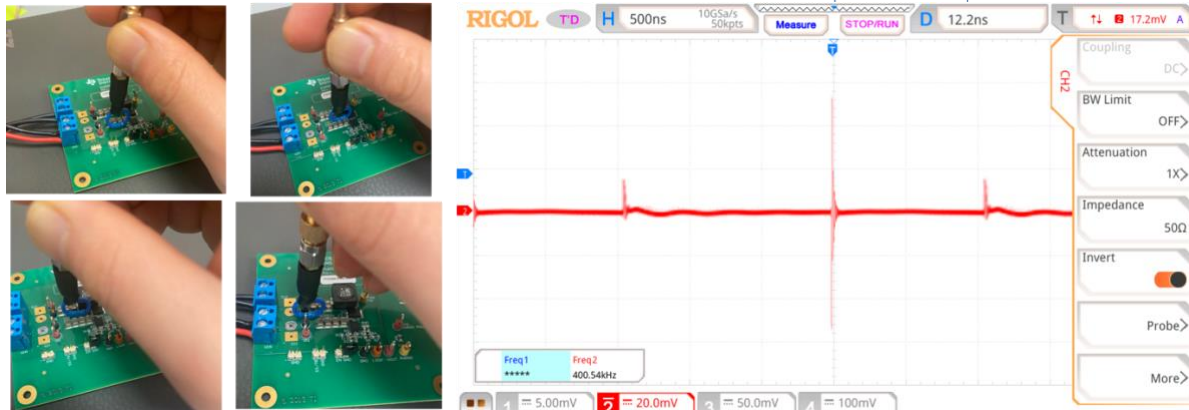 RIGOL T'D H 500ns 10GSa/s 50kpts Measure STOP/RUN D 12.2ns T 2 17.2mV A
T
T
2
CH2
Coupling
DC>
BW Limit
OFF>
Attenuation
1X>
Impedance
50Ω
Invert
Probe>
More>
Freq1 Freq2
***** 400.54kHz
1 5.00mV 2 20.0mV 3 50.0mV 4 100mV